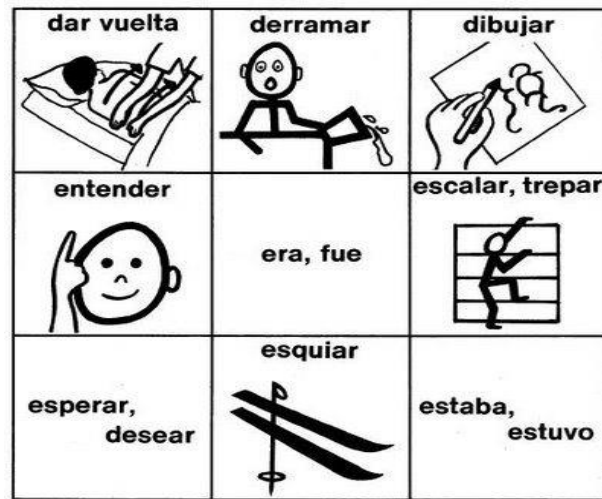 dar vuelta
derramar
dibujar
entender
era, fue
escalar, trepar
esperar,
desear
esquiar
estaba,
estuvo